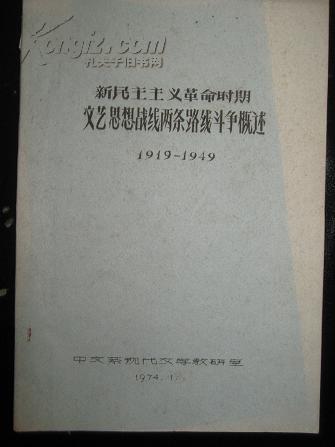 Kongfz.com
孔夫子旧书网
新民主主义革命时期
文艺思想战线两条路线斗争概述
1919-1949
中文系现代文学教研室
1974.1